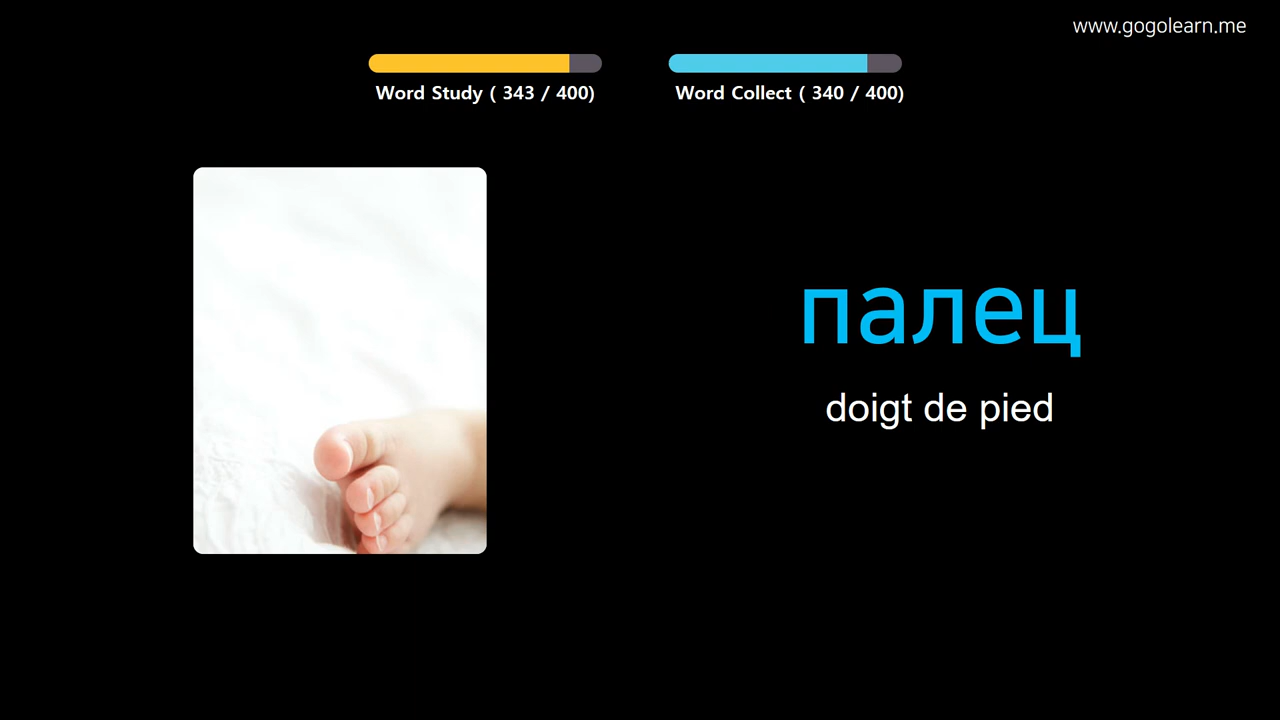 www.gogolearn.me
Word Study ( 343 / 400)
Word Collect ( 340 / 400)
палец
doigt de pied